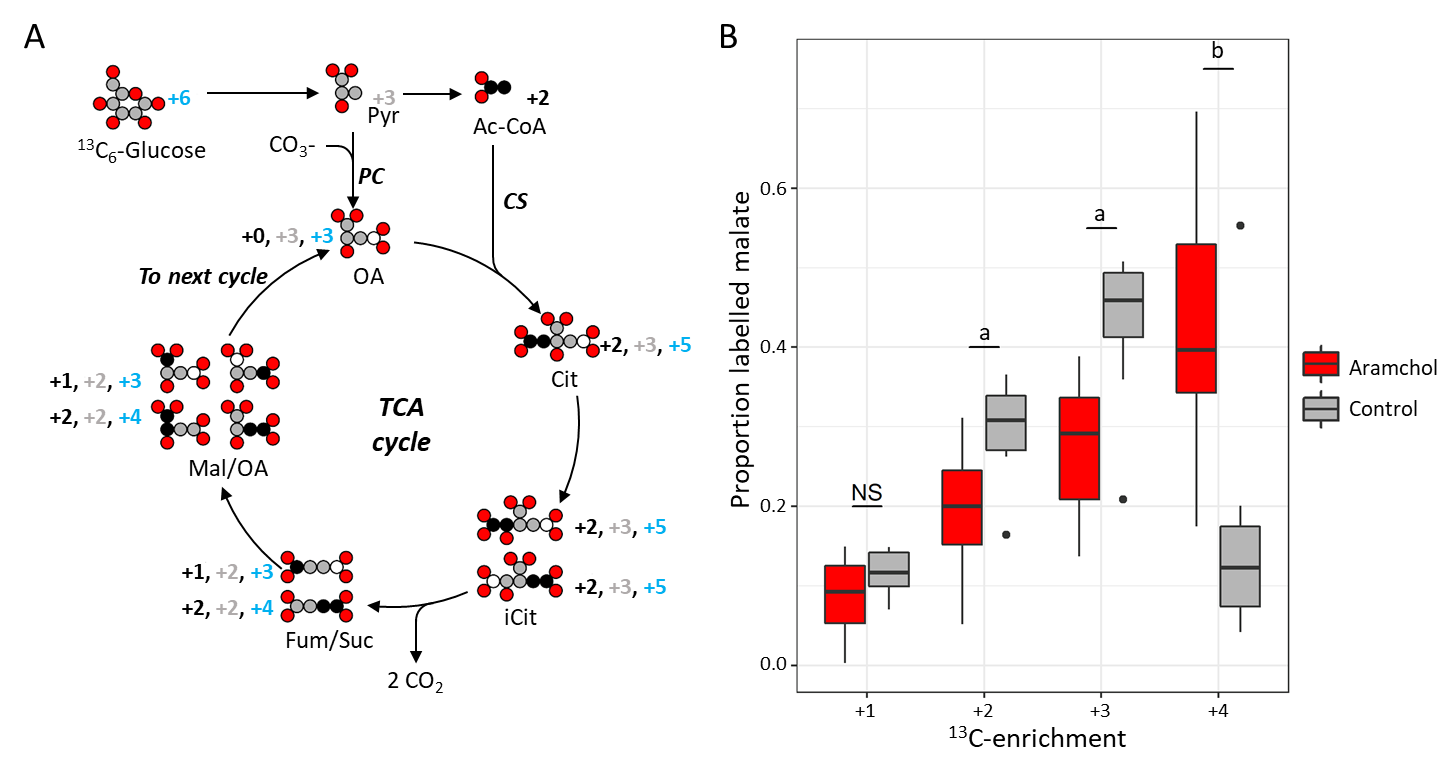 A
+6
¹³C₆-Glucose
+3
Pyr
+2
Ac-CoA
CO₃-
PC
CS
+0, +3, +3
OA
To next cycle
+2, +3, +5
Cit
+1, +2, +3
+2, +2, +4
Mal/OA
TCA
cycle
+2, +3, +5
+2, +3, +5
iCit
+1, +2, +3
+2, +2, +4
Fum/Suc
2 CO₂
B
Proportion labelled malate
0.6
0.4
0.2
0.0
NS
a
a
b
+1
+2
+3
+4
¹³C-enrichment
Aramchol
Control